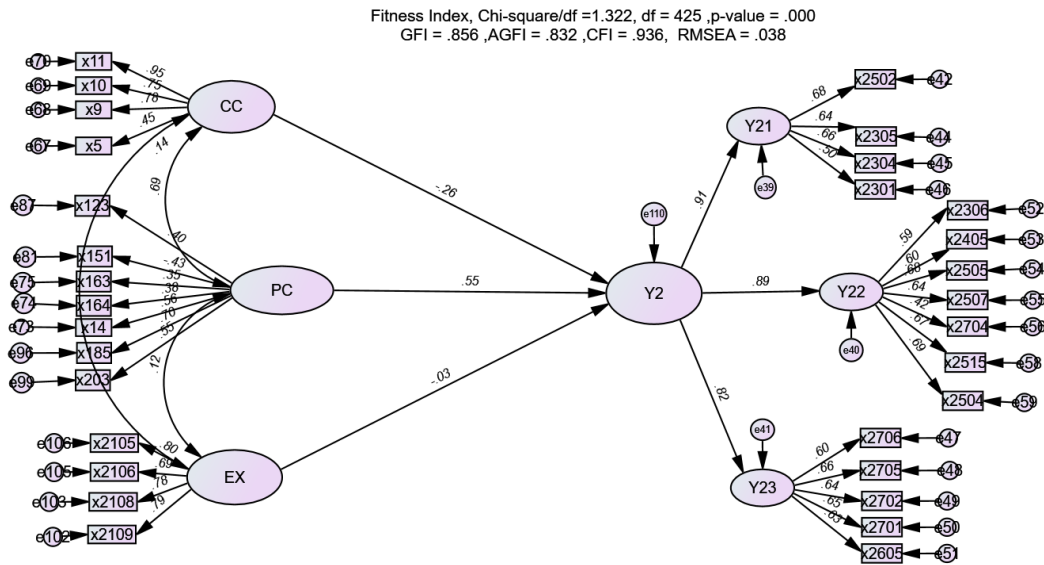 Fitness Index, Chi-square/df =1.322, df = 425 ,p-value = .000
GFI = .856 ,AGFI = .832 ,CFI = .936, RMSEA = .038
e70 x11 .95
e69 x10 .75
e68 x9 .78
e67 x5 .45
CC
.14
.69
-.26
e87 x123 .40
e81 x151 -.43
e75 x163 .35
e74 x164 .38
e73 x14 .56
e96 x185 .70
e99 x203 .55
PC
.55
.12
e106 x2105 .80
e105 x2106 .69
e103 x2108 .78
e102 x2109 .79
EX
-.03
e110
Y2
.91
.89
.82
Y21
e39
.68 x2502 e42
.64 x2305 e44
.66 x2304 e45
.50 x2301 e46
Y22
e40
.59 x2306 e52
.60 x2405 e53
.68 x2505 e54
.64 x2507 e55
.42 x2704 e56
.67 x2515 e58
.69 x2504 e59
e41
Y23
.60 x2706 e47
.66 x2705 e48
.64 x2702 e49
.65 x2701 e50
.63 x2605 e51